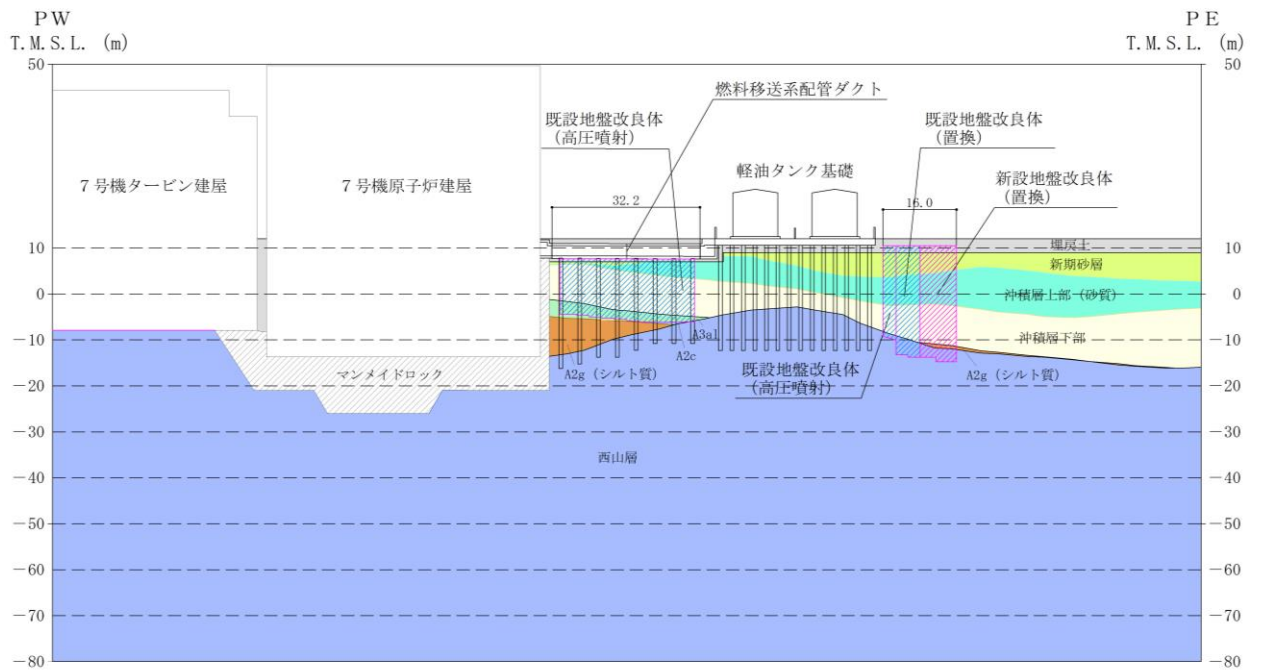 PW
T.M.S.L. (m)
PE
T.M.S.L. (m)
50
50
燃料移送系配管ダクト
既設地盤改良体
(高圧噴射)
既設地盤改良体
(置換)
軽油タンク基礎
7号機タービン建屋
7号機原子炉建屋
新設地盤改良体
(置換)
32.2
16.0
10
埋戻土
10
新期砂層
0
沖積層上部(砂質)
0
A3a1
沖積層下部
-10
-10
A2c
A2g(シルト質)
既設地盤改良体
(高圧噴射)
A2g(シルト質)
マンメイドロック
-20
-20
-30
-30
西山層
-40
-40
-50
-50
-60
-60
-70
-70
-80
-80